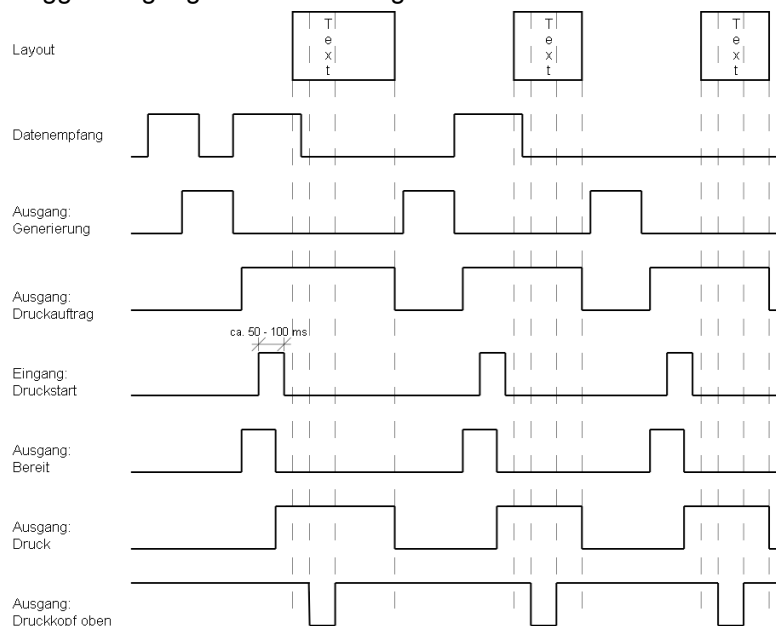 Layout
T
e
x
t
T
e
x
t
T
e
x
t
Datenempfang
Ausgang:
Generierung
Ausgang:
Druckauftrag
ca. 50 - 100 ms
Eingang:
Druckstart
Ausgang:
Bereit
Ausgang:
Druck
Ausgang:
Druckkopf oben